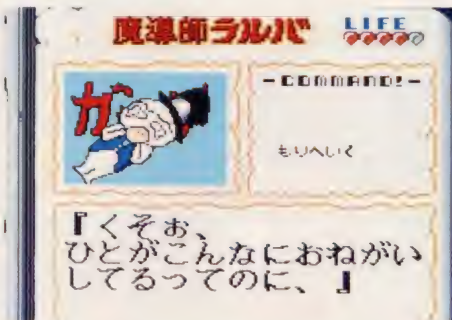 魔導師ラルバ
LIFE
ガ
-COMMAND!-
もりへいく
『くそお、
ひとがこんなにおねがい
してるってのに、』